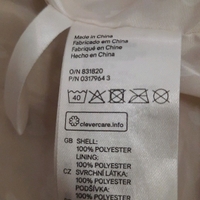 Made in China
Fabricado em China
Fabriqué en Chine
Hecho en China
O/N 831820
P/N 0317964 3
40
clevercare.info
GB SHELL:
100% POLYESTER
LINING:
100% POLYESTER
CZ SVRCHNÍ LÁTKA:
100% POLYESTER
PODŠÍVKA:
100% POLYESTER